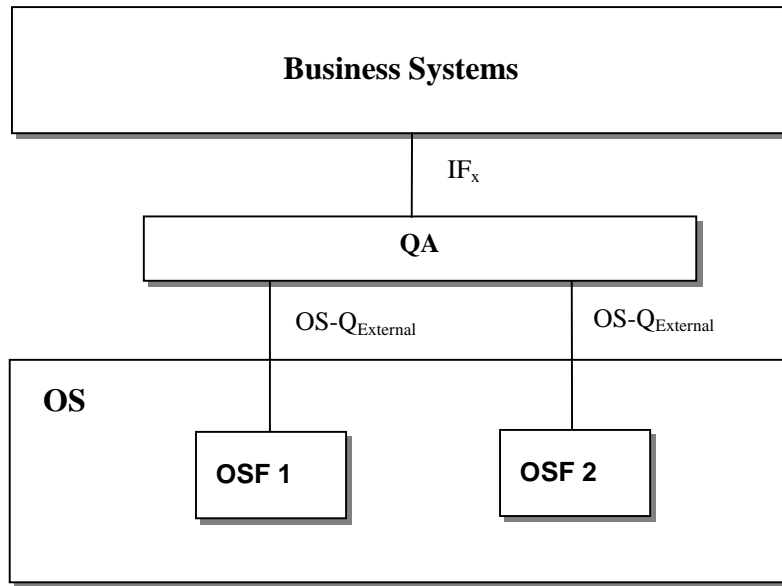 Business Systems
IFx
QA
OS-QExternal
OS-QExternal
OS
OSF 1
OSF 2